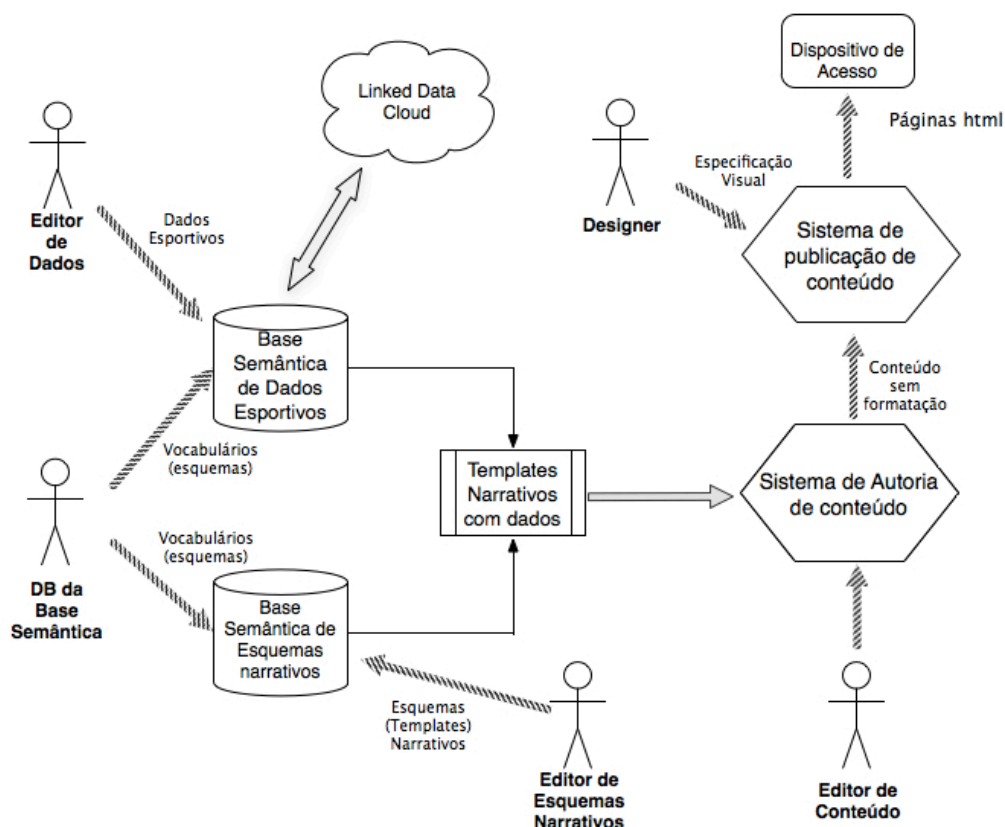 Dispositivo de
Acesso
Linked Data
Cloud
Páginas html
Especificação
Visual
Editor
de
Dados
Dados
Esportivos
Designer
Sistema de
publicação de
conteúdo
Base
Semântica
de Dados
Esportivos
Conteúdo
sem
formatação
Vocabulários
(esquemas)
Templates
Narrativos
com dados
Sistema de Autoria
de conteúdo
Vocabulários
(esquemas)
DB da
Base
Semântica
Base
Semântica de
Esquemas
narrativos
Esquemas
(Templates)
Narrativos
Editor de
Esquemas
Narrativos
Editor de
Conteúdo